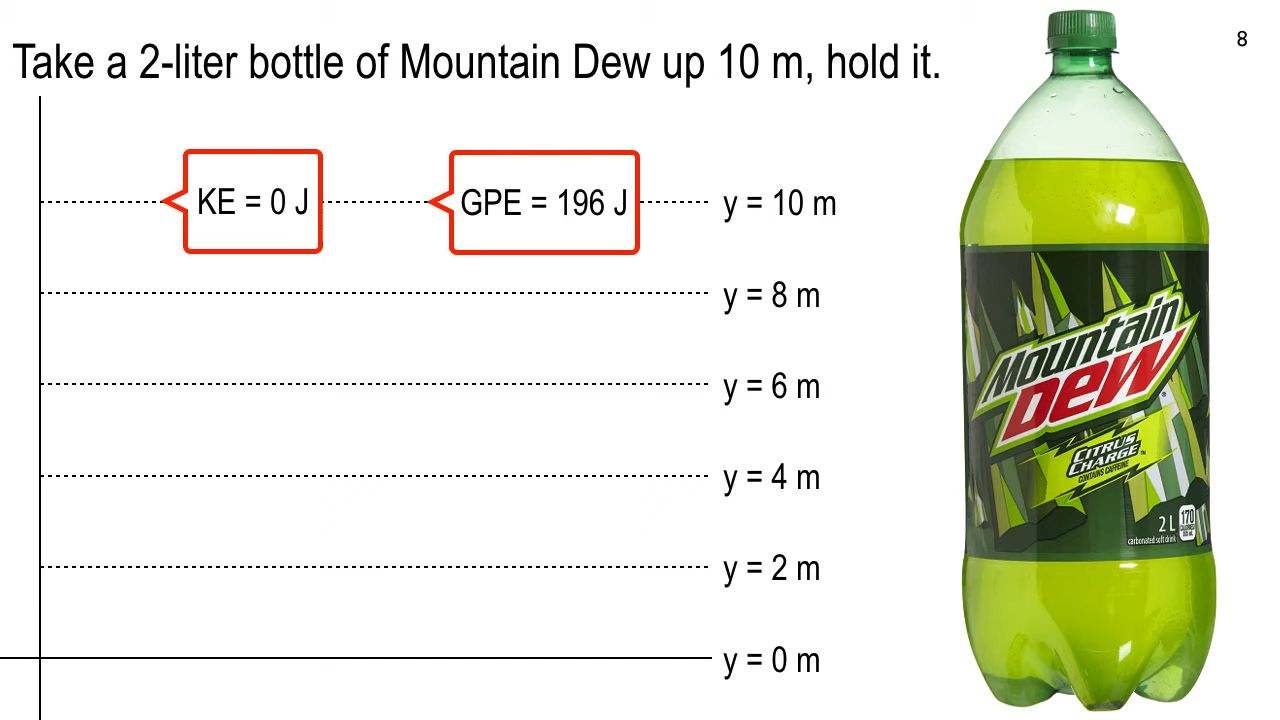 8
Take a 2-liter bottle of Mountain Dew up 10 m, hold it.
KE = 0 J
GPE = 196 J
y = 10 m
y = 8 m
y = 6 m
y = 4 m
y = 2 m
y = 0 m
Mountain
Dew
CITRUS
CHARGE™
CONTAINS CAFFEINE
2 L
170
carbonated soft drink